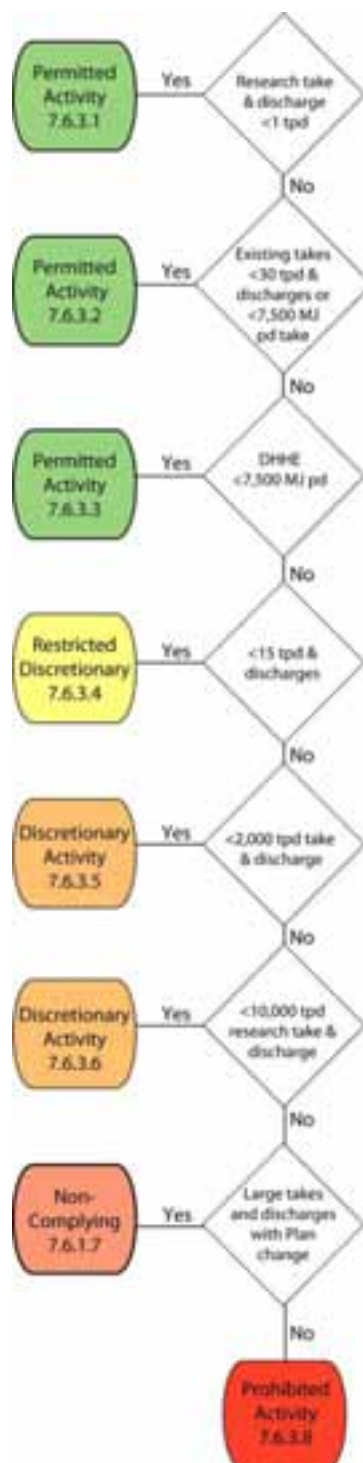 Permitted
Activity
7.6.3.1
Yes
Research take
& discharge
<1 tpd
No
Permitted
Activity
7.6.3.2
Yes
Existing takes
<30 tpd &
discharges or
<7,500 MJ
pd take
No
Permitted
Activity
7.6.3.3
Yes
DHHE
<7,500 MJ pd
No
Restricted
Discretionary
7.6.3.4
Yes
<15 tpd &
discharges
No
Discretionary
Activity
7.6.3.5
Yes
<2,000 tpd take
& discharge
No
Discretionary
Activity
7.6.3.6
Yes
<10,000 tpd
research take &
discharge
No
Non-
Complying
7.6.1.7
Yes
Large takes
and discharges
with Plan
change
No
Prohibited
Activity
7.6.3.8